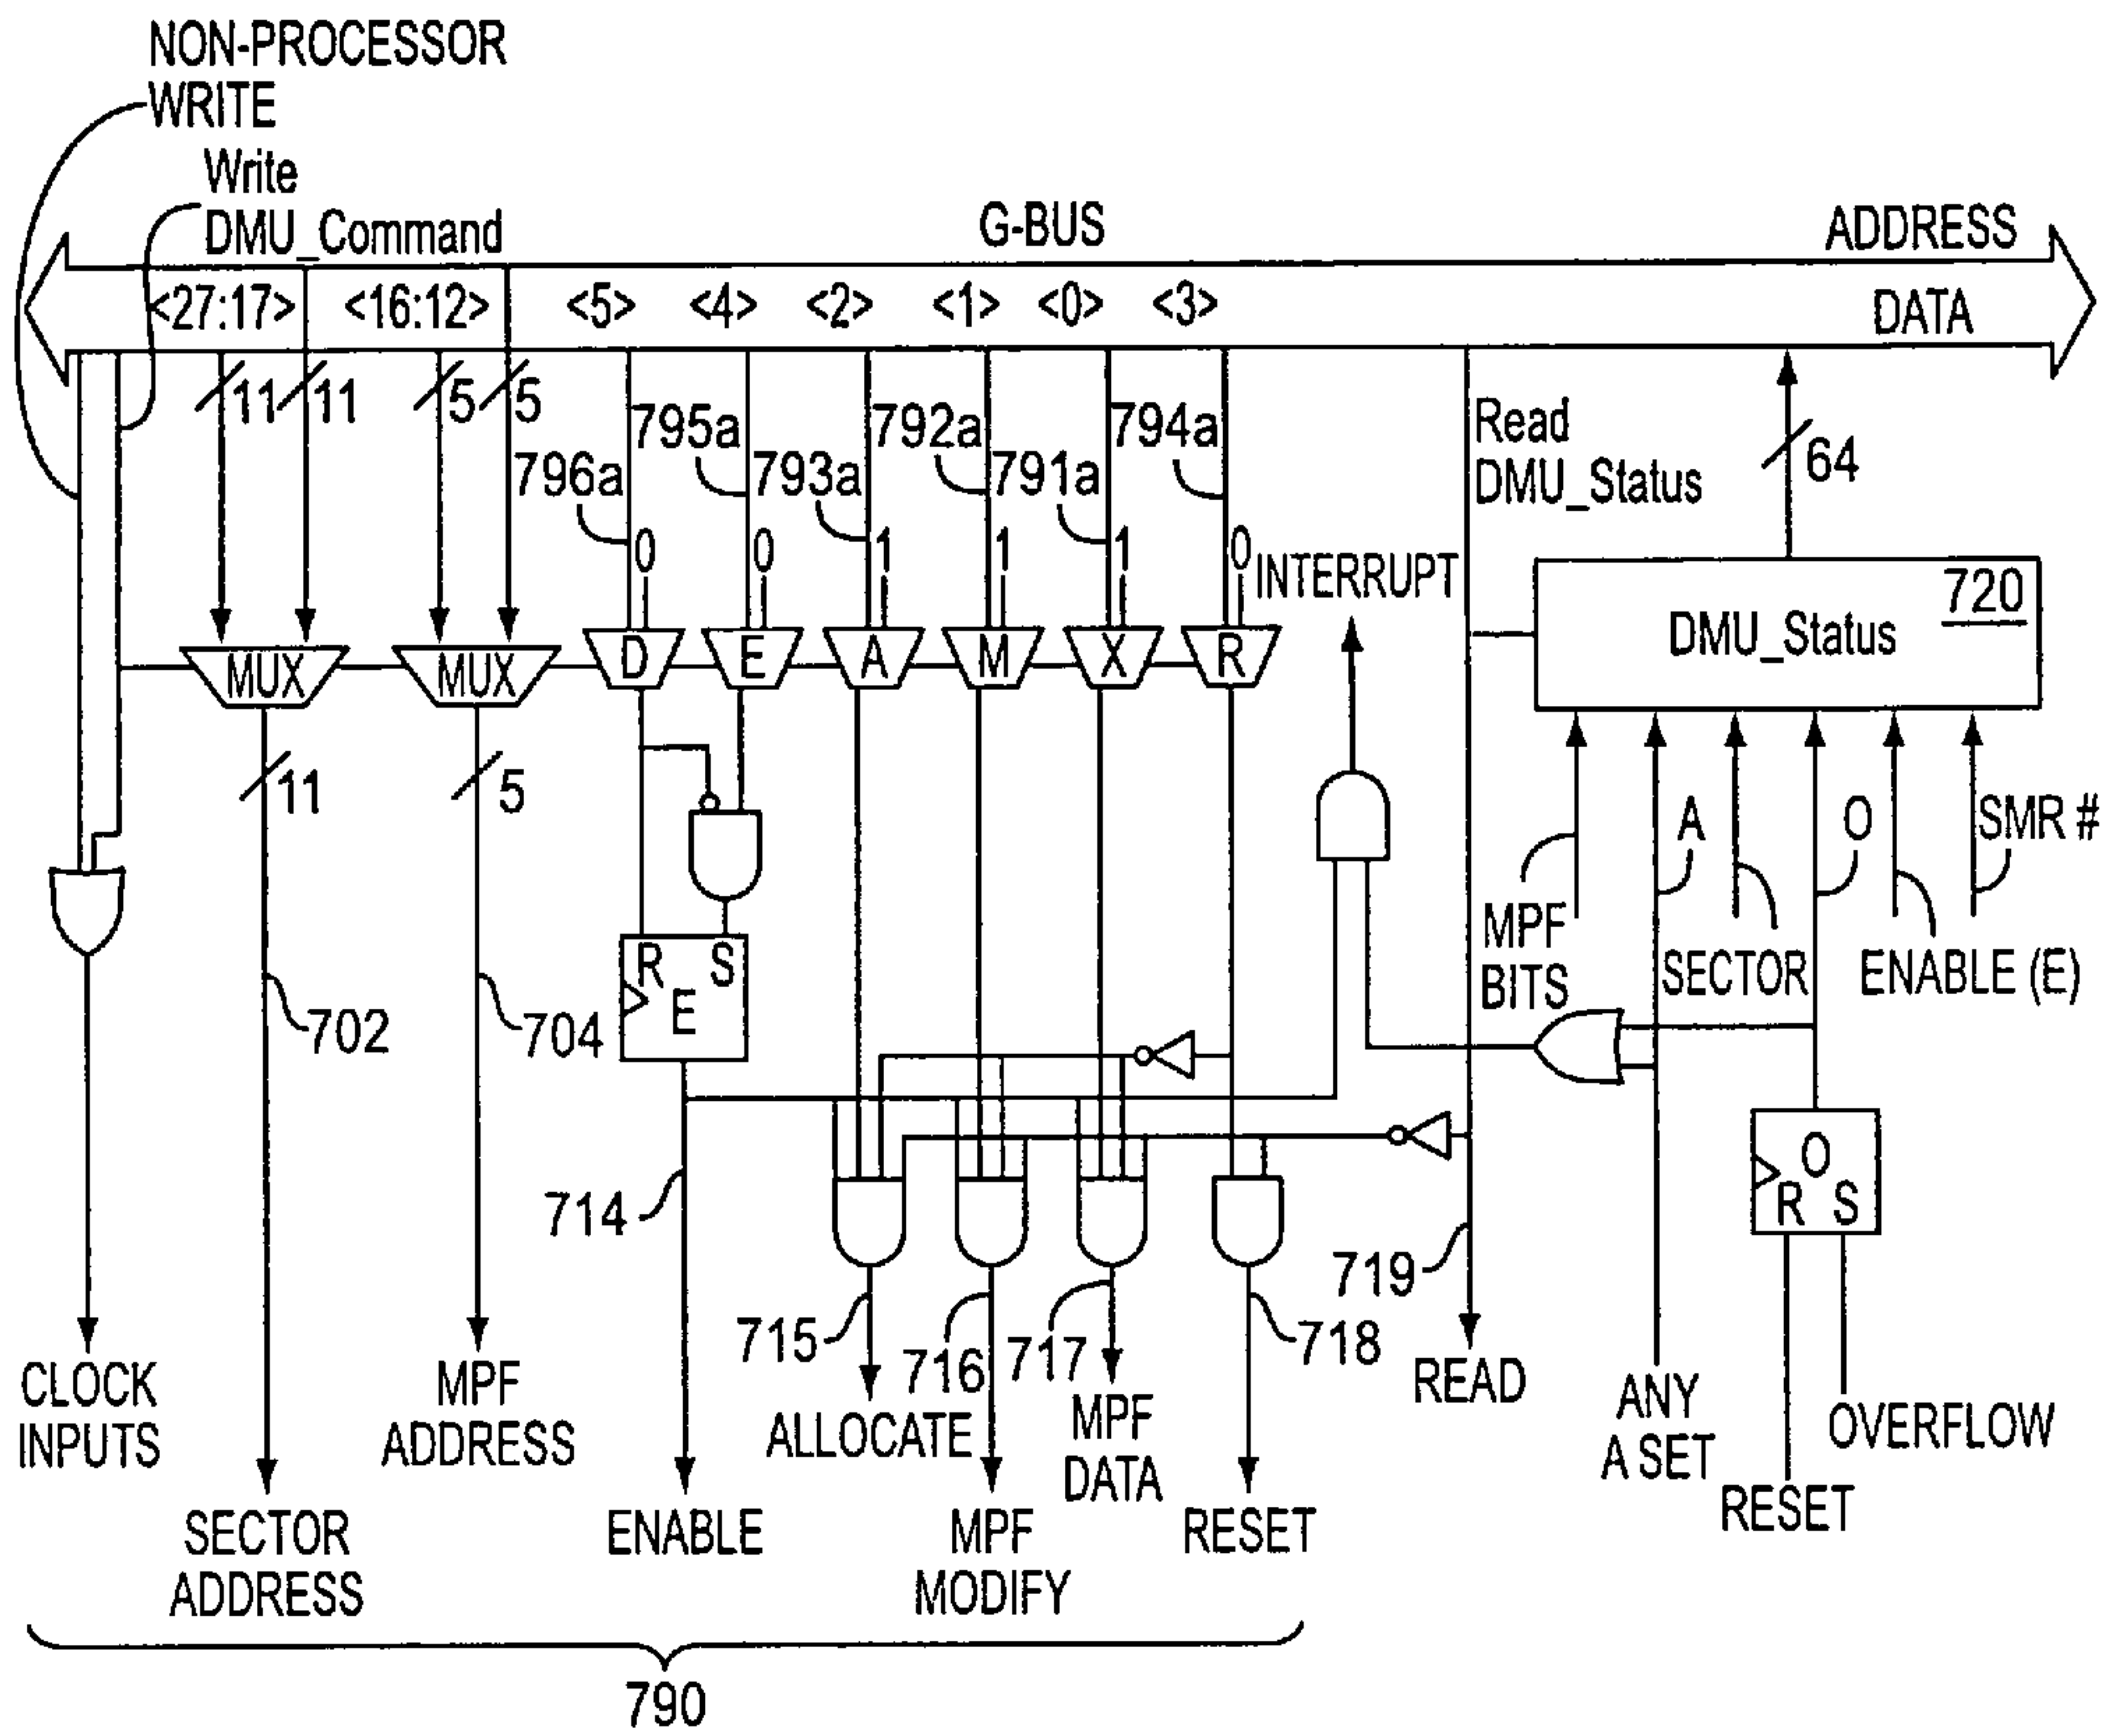 NON-PROCESSOR
WRITE
Write
DMU_Command
G-BUS
ADDRESS
<27:17> <16:12> <5> <4> <2> <1> <0> <3>
DATA
11 11 5 5
795a 792a 794a
796a 793a 791a
Read
DMU_Status
64
0 0 1 1 1 0
INTERRUPT
720
DMU_Status
MUX MUX D E A M X R
11 5
A O SMR #
MPF
BITS
SECTOR ENABLE (E)
R S
E
702 704
O
R S
714
719
715 716 717 718
CLOCK
INPUTS
MPF
ADDRESS
ALLOCATE
MPF
DATA
READ
ANY
A SET
OVERFLOW
RESET
SECTOR
ADDRESS
ENABLE
MPF
MODIFY
RESET
790